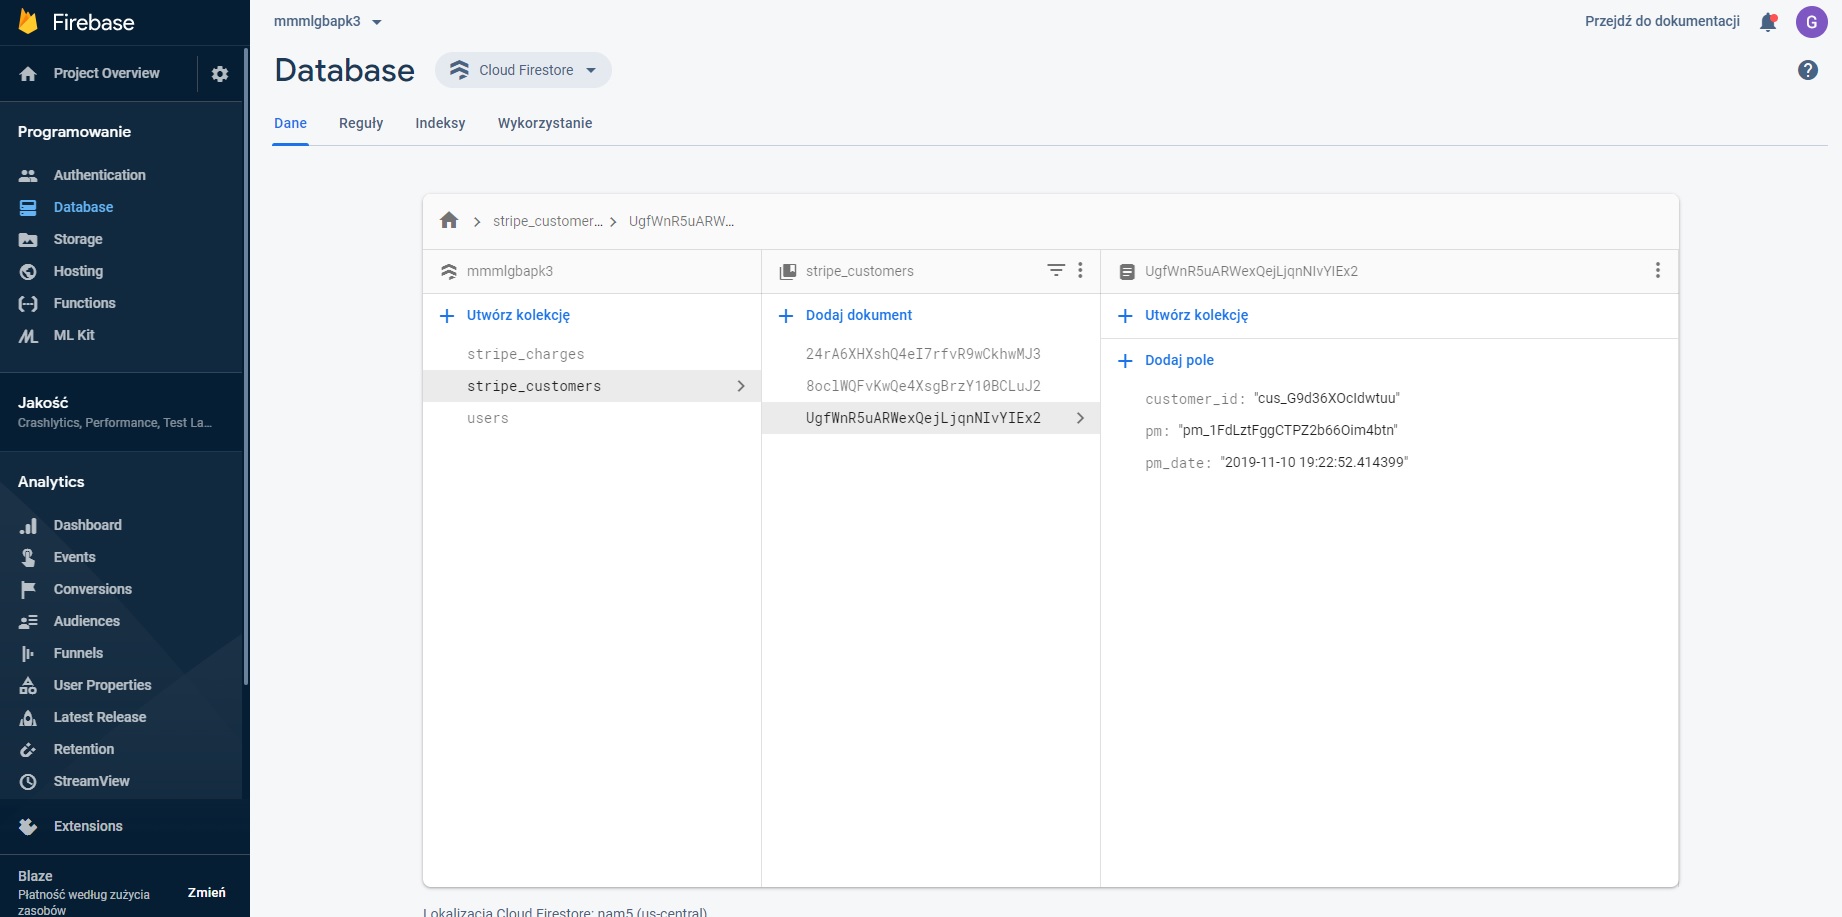 Firebase
Project Overview
Programowanie
Authentication
Database
Storage
Hosting
Functions
ML Kit
Jakość
Crashlytics, Performance, Test La...
Analytics
Dashboard
Events
Conversions
Audiences
Funnels
User Properties
Latest Release
Retention
StreamView
Extensions
Blaze
Płatność według zużycia
zasobów
Zmień
mmmlgbapk3
Przejdź do dokumentacji
G
Database
Cloud Firestore
?
Dane
Reguły
Indeksy
Wykorzystanie
stripe_customer... > UgfWnR5uARW...
mmmlgbapk3
Utwórz kolekcję
stripe_charges
stripe_customers
users
stripe_customers
Dodaj dokument
24rA6XHXshQ4eI7rfvR9wCkhwMJ3
8oclWQFvKwQe4XsgBrzY10BCLuJ2
UgfWnR5uARWexQejLjqnNIvYIEx2
UgfWnR5uARWexQejLjqnNIvYIEx2
Utwórz kolekcję
Dodaj pole
customer_id: "cus_G9d36XOcIdwtuu"
pm: "pm_1FdLztFggCTPZ2b66Oim4btn"
pm_date: "2019-11-10 19:22:52.414399"
Lokalizacja Cloud Firestore: nam5 (us-central)